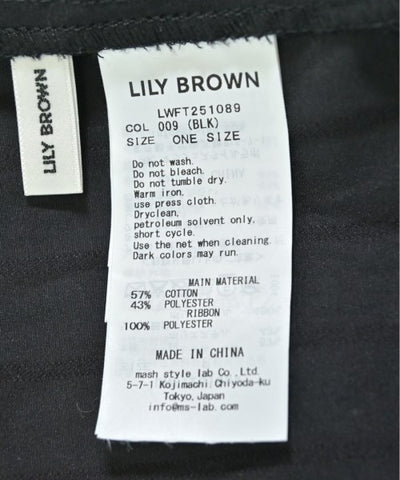 LILY BROWN
LILY BROWN
LWFT251089
COL 009 (BLK)
SIZE ONE SIZE
Do not wash.
Do not bleach.
Do not tumble dry.
Warm iron,
use press cloth.
Dryclean,
petroleum solvent only,
short cycle.
Use the net when cleaning.
Dark colors may run.
MAIN MATERIAL
57% COTTON
43% POLYESTER
RIBBON
100% POLYESTER
MADE IN CHINA
mash style lab Co.,Ltd.
5-7-1 Kojimachi,Chiyoda-ku
Tokyo,Japan
info@ms-lab.com